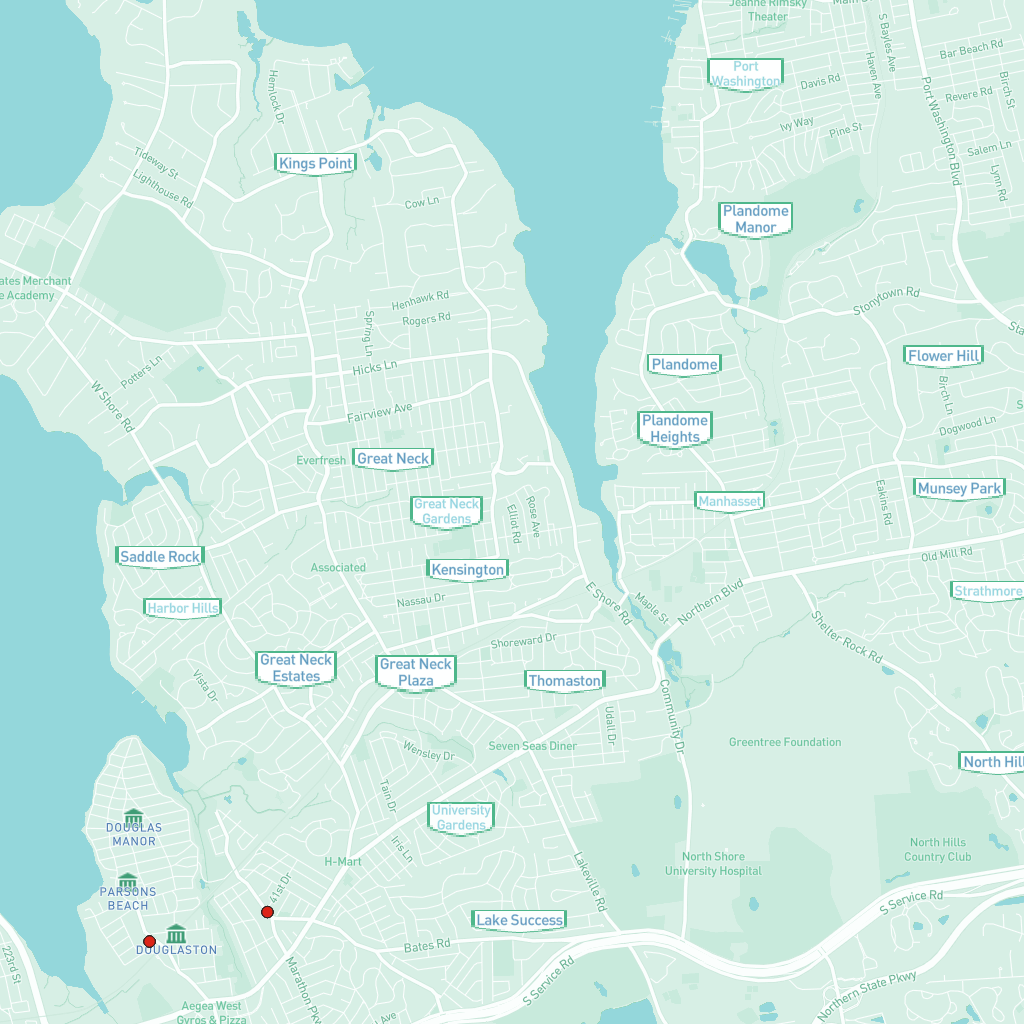 Jeanne Rimsky
Theater
Main St
S Bayles Ave
Haven Ave
Bar Beach Rd
Birch St
Port
Washington
Davis Rd
Revere Rd
Port Washington Blvd
Hemlock Dr
Ivy Way
Pine St
Salem Ln
Lynn Rd
Tideway St
Lighthouse Rd
Kings Point
Cow Ln
Plandome
Manor
ates Merchant
e Academy
Henhawk Rd
Rogers Rd
Spring Ln
Stonytown Rd
Sta
Potters Ln
Hicks Ln
Plandome
Flower Hill
Birch Ln
W Shore Rd
Fairview Ave
Plandome
Heights
Dogwood Ln
Everfresh
Great Neck
Great Neck
Gardens
Elliot Rd
Rose Ave
Manhasset
Eakins Rd
Munsey Park
Saddle Rock
Associated
Kensington
Old Mill Rd
Harbor Hills
Nassau Dr
E Shore Rd
Maple St
Northern Blvd
Strathmore
Shelter Rock Rd
Shoreward Dr
Great Neck
Estates
Great Neck
Plaza
Thomaston
Vista Dr
Community Dr
Udall Dr
Wensley Dr
Seven Seas Diner
Greentree Foundation
North Hill
Tain Dr
University
Gardens
DOUGLAS
MANOR
Iris Ln
H-Mart
Lakeville Rd
North Shore
University Hospital
North Hills
Country Club
PARSONS
BEACH
41st Dr
S Service Rd
Lake Success
DOUGLASTON
Bates Rd
223rd St
Marathon Pkwy
S Service Rd
Northern State Pkwy
Aegea West
Gyros & Pizza
Ave